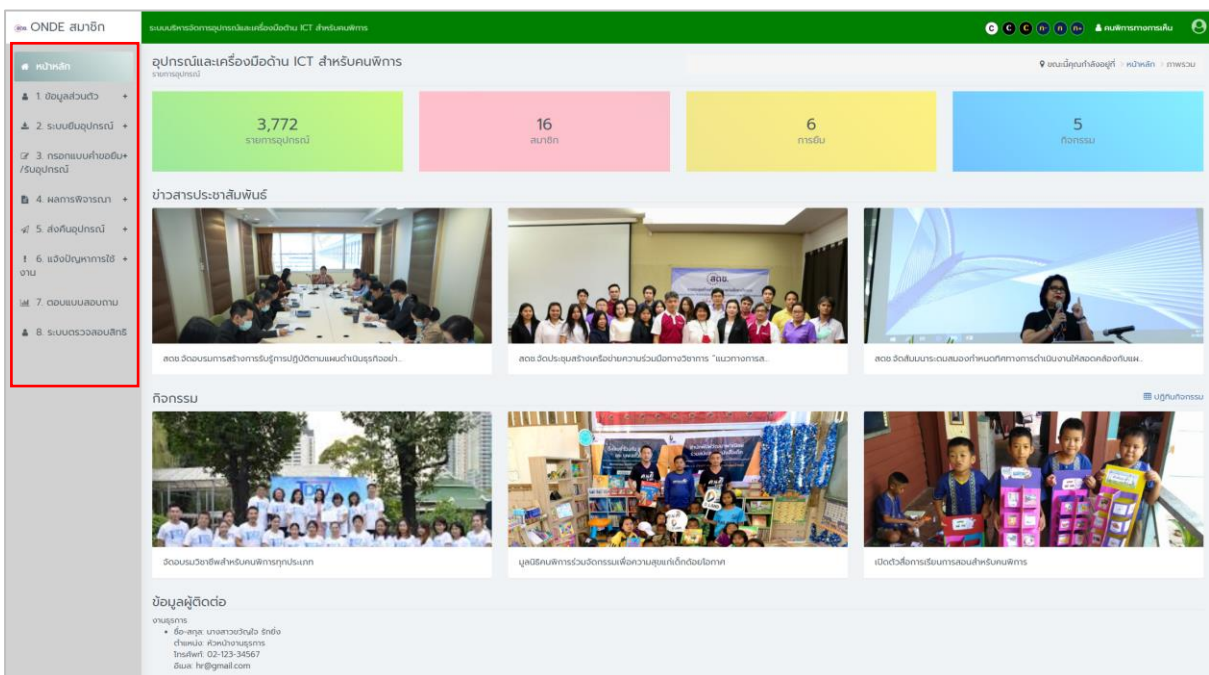 ONDE สมาชิก
ระบบบริหารจัดการอุปกรณ์และเครื่องมือด้าน ICT สำหรับคนพิการ
C C C ก- ก ก+
คนพิการทางการเห็น
หน้าหลัก
1. ข้อมูลส่วนตัว +
2. ระบบยืมอุปกรณ์ +
3. กรอกแบบคำขอยืม+
/รับอุปกรณ์
4. ผลการพิจารณา +
5. ส่งคืนอุปกรณ์ +
6. แจ้งปัญหาการใช้ +
งาน
7. ตอบแบบสอบถาม
8. ระบบตรวจสอบสิทธิ
อุปกรณ์และเครื่องมือด้าน ICT สำหรับคนพิการ
รายการอุปกรณ์
ขณะนี้คุณกำลังอยู่ที่ > หน้าหลัก > ภาพรวม
3,772
รายการอุปกรณ์
16
สมาชิก
6
การยืม
5
กิจกรรม
ข่าวสารประชาสัมพันธ์
สดช.
สดช จัดอบรมการสร้างการรับรู้การปฏิบัติตามแผนดำเนินธุรกิจอย่า..
สดช จัดประชุมสร้างเครือข่ายความร่วมมือทางวิชาการ "แนวทางการส..
สดช จัดสัมมนาระดมสมองกำหนดทิศทางการดำเนินงานให้สอดคล้องกับแผ..
กิจกรรม
ปฏิทินกิจกรรม
จัดอบรมวิชาชีพสำหรับคนพิการทุกประเภท
มูลนิธิคนพิการร่วมจัดกรรมเพื่อความสุขแก่เด็กด้อยโอกาศ
เปิดตัวสื่อการเรียนการสอนสำหรับคนพิการ
ข้อมูลผู้ติดต่อ
งานธุรการ
ชื่อ-สกุล: นางสาวขวัญใจ รักยิ่ง
ตำแหน่ง: หัวหน้างานธุรการ
โทรศัพท์: 02-123-34567
อีเมล: hr@gmail.com